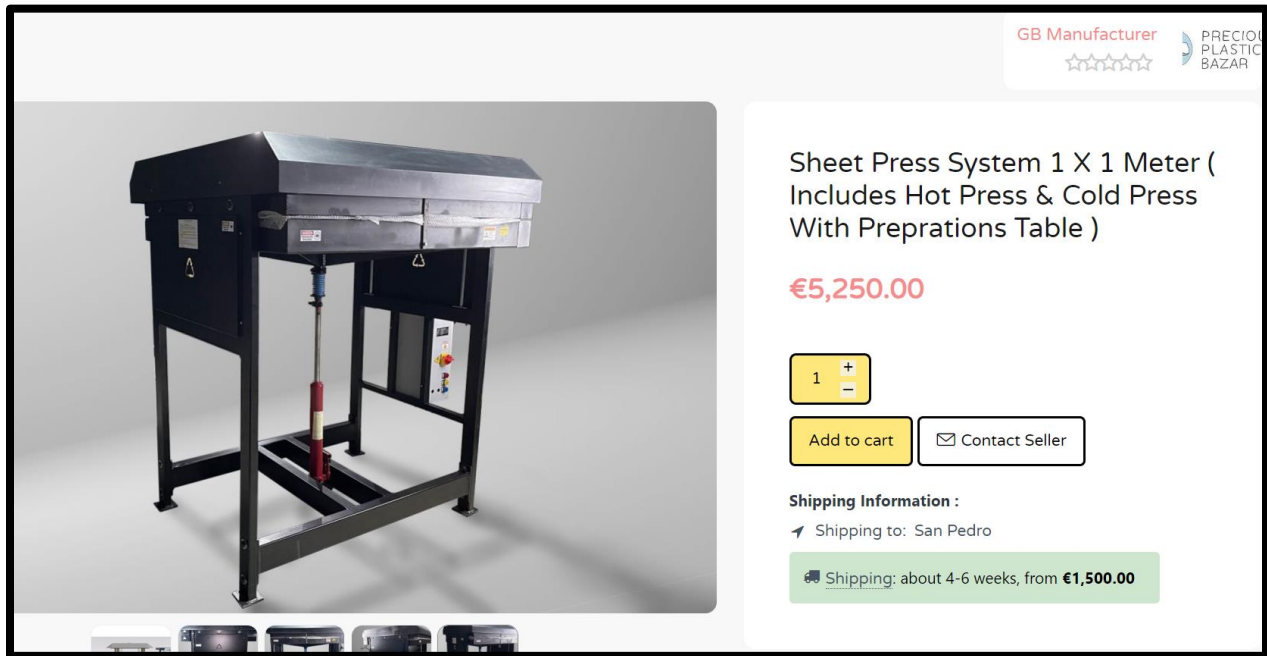 GB Manufacturer
PRECIOU
PLASTIC
BAZAR
Sheet Press System 1 X 1 Meter (
Includes Hot Press & Cold Press
With Preprations Table )
€5,250.00
1
+
−
Add to cart
Contact Seller
Shipping Information :
Shipping to: San Pedro
Shipping: about 4-6 weeks, from €1,500.00